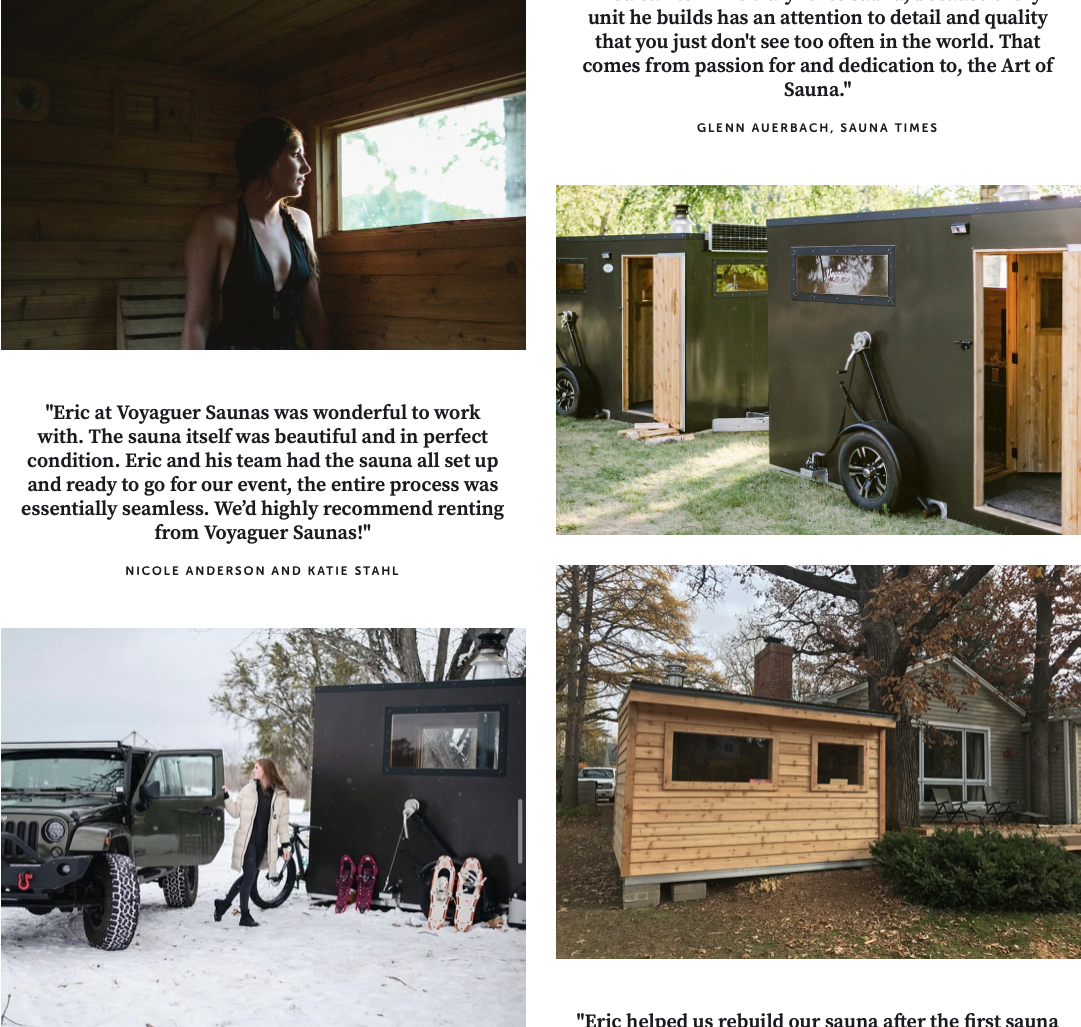 "Eric at Voyaguer Saunas was wonderful to work
with. The sauna itself was beautiful and in perfect
condition. Eric and his team had the sauna all set up
and ready to go for our event, the entire process was
essentially seamless. We’d highly recommend renting
from Voyaguer Saunas!"
NICOLE ANDERSON AND KATIE STAHL
unit he builds has an attention to detail and quality
that you just don't see too often in the world. That
comes from passion for and dedication to, the Art of
Sauna."
GLENN AUERBACH, SAUNA TIMES
Voyageur
"Eric helped us rebuild our sauna after the first sauna